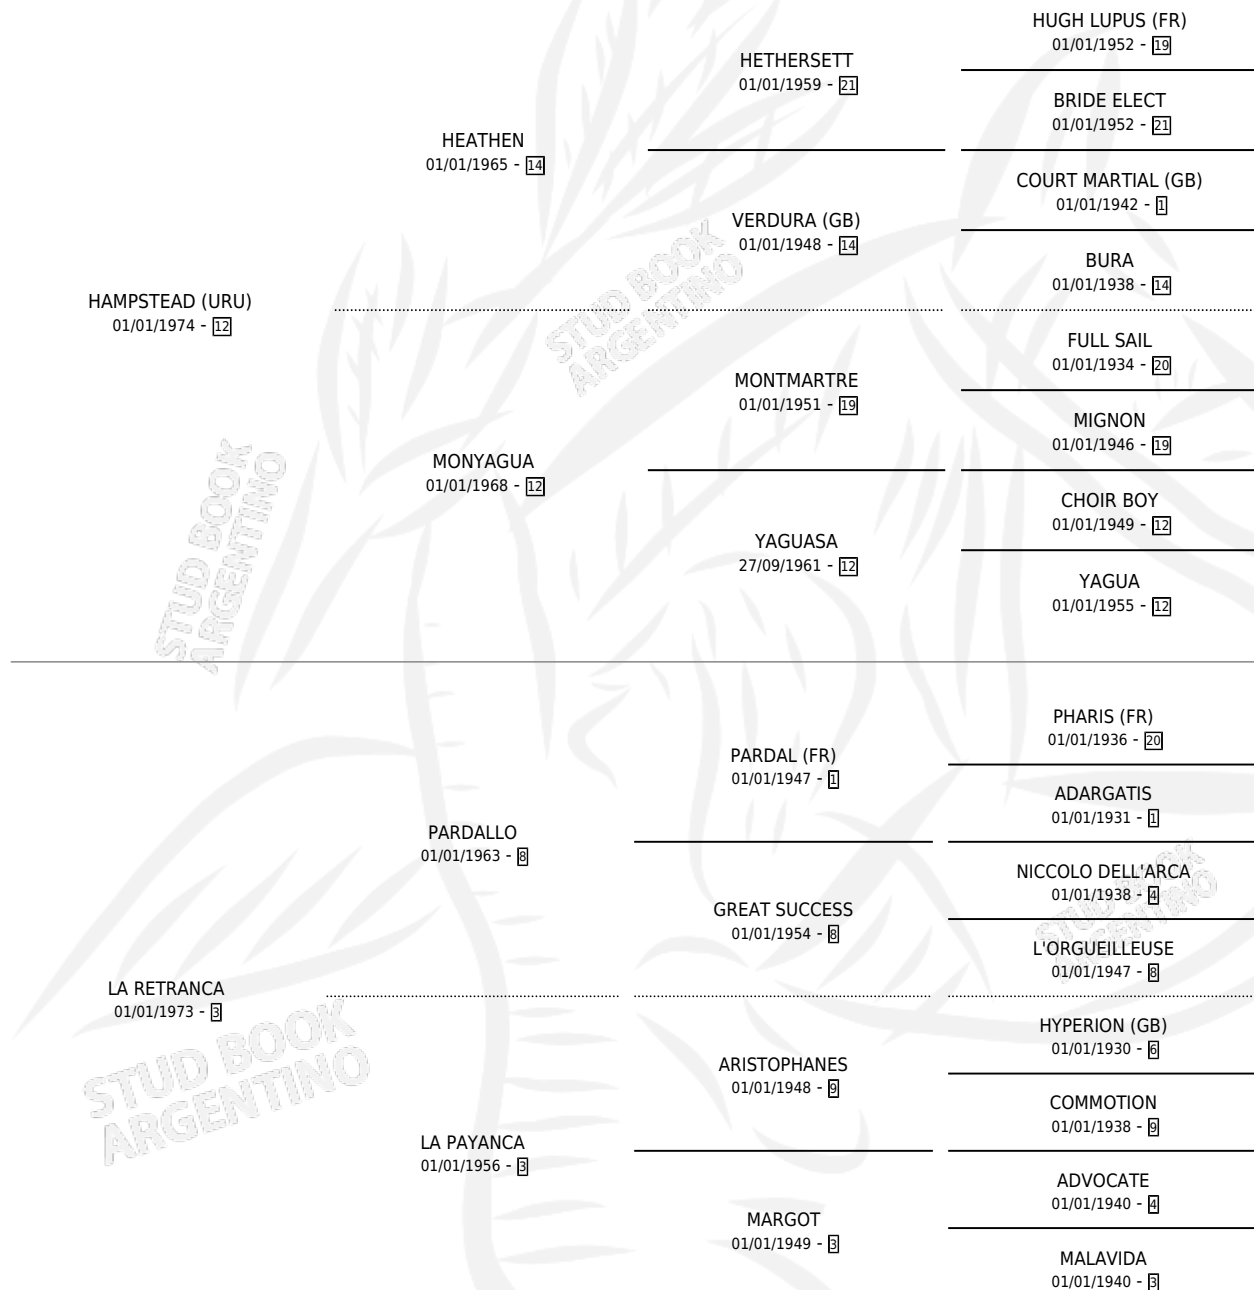 HUGH LUPUS (FR)
01/01/1952 - 19
HETHERSETT
01/01/1959 - 21
BRIDE ELECT
01/01/1952 - 21
HEATHEN
01/01/1965 - 14
COURT MARTIAL (GB)
01/01/1942 - 1
VERDURA (GB)
01/01/1948 - 14
BURA
01/01/1938 - 14
HAMPSTEAD (URU)
01/01/1974 - 12
FULL SAIL
01/01/1934 - 20
MONTMARTRE
01/01/1951 - 19
MIGNON
01/01/1946 - 19
MONYAGUA
01/01/1968 - 12
CHOIR BOY
01/01/1949 - 12
YAGUASA
27/09/1961 - 12
YAGUA
01/01/1955 - 12
PHARIS (FR)
01/01/1936 - 20
PARDAL (FR)
01/01/1947 - 1
ADARGATIS
01/01/1931 - 1
PARDALLO
01/01/1963 - 8
NICCOLO DELL'ARCA
01/01/1938 - 4
GREAT SUCCESS
01/01/1954 - 8
L'ORGUEILLEUSE
01/01/1947 - 8
LA RETRANCA
01/01/1973 - 3
HYPERION (GB)
01/01/1930 - 6
ARISTOPHANES
01/01/1948 - 9
COMMOTION
01/01/1938 - 9
LA PAYANCA
01/01/1956 - 3
ADVOCATE
01/01/1940 - 4
MARGOT
01/01/1949 - 3
MALAVIDA
01/01/1940 - 3
STUD BOOK
ARGENTINO
STUD BOOK
ARGENTINO
STUD BOOK
ARGENTINO
STUD BOOK
ARGENTINO